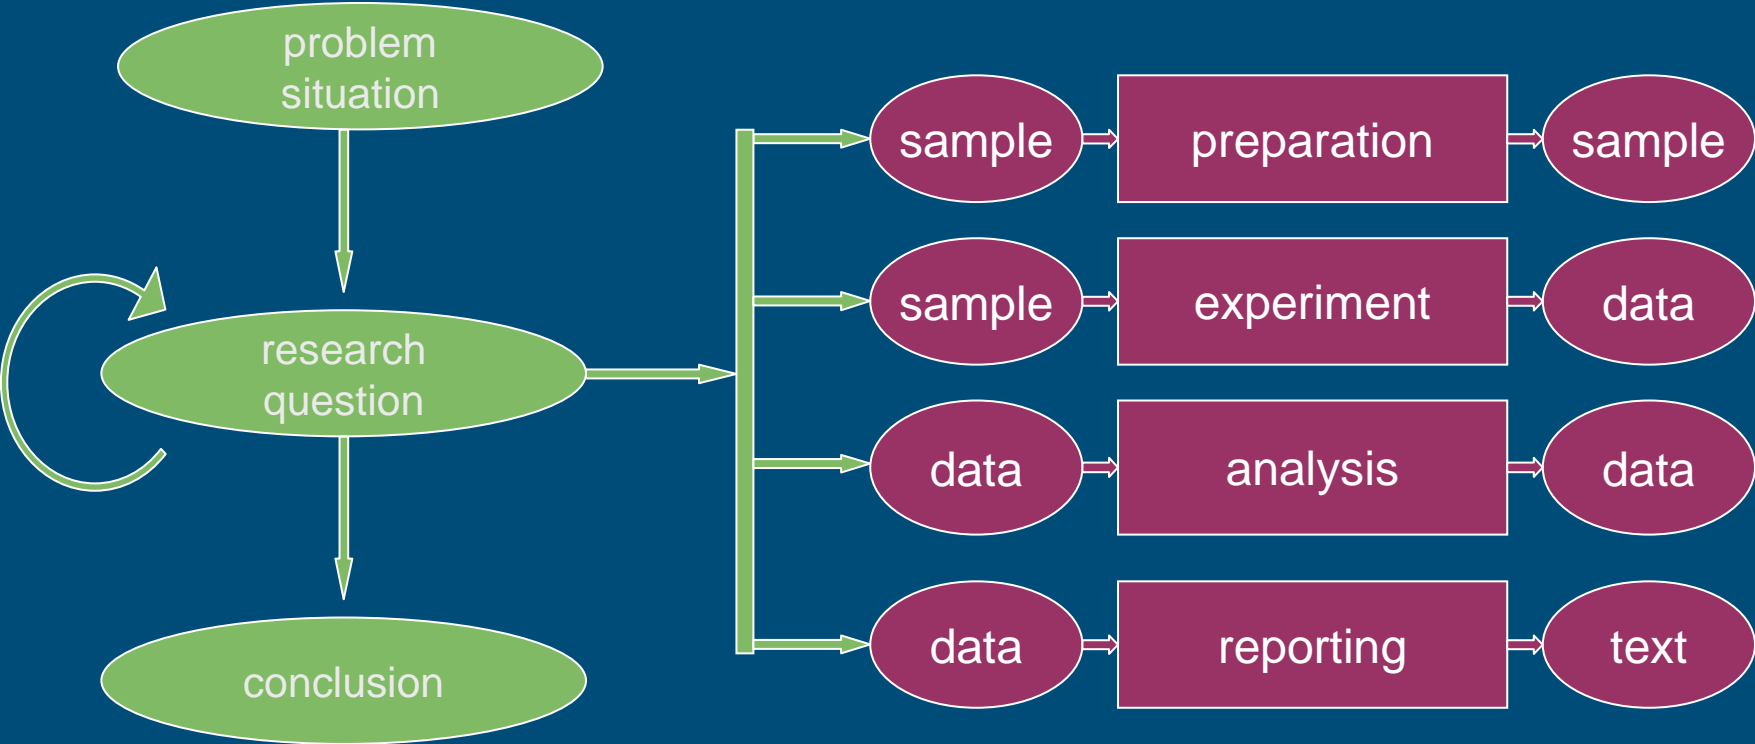 problem
situation
research
question
conclusion
sample
preparation
sample
sample
experiment
data
data
analysis
data
data
reporting
text